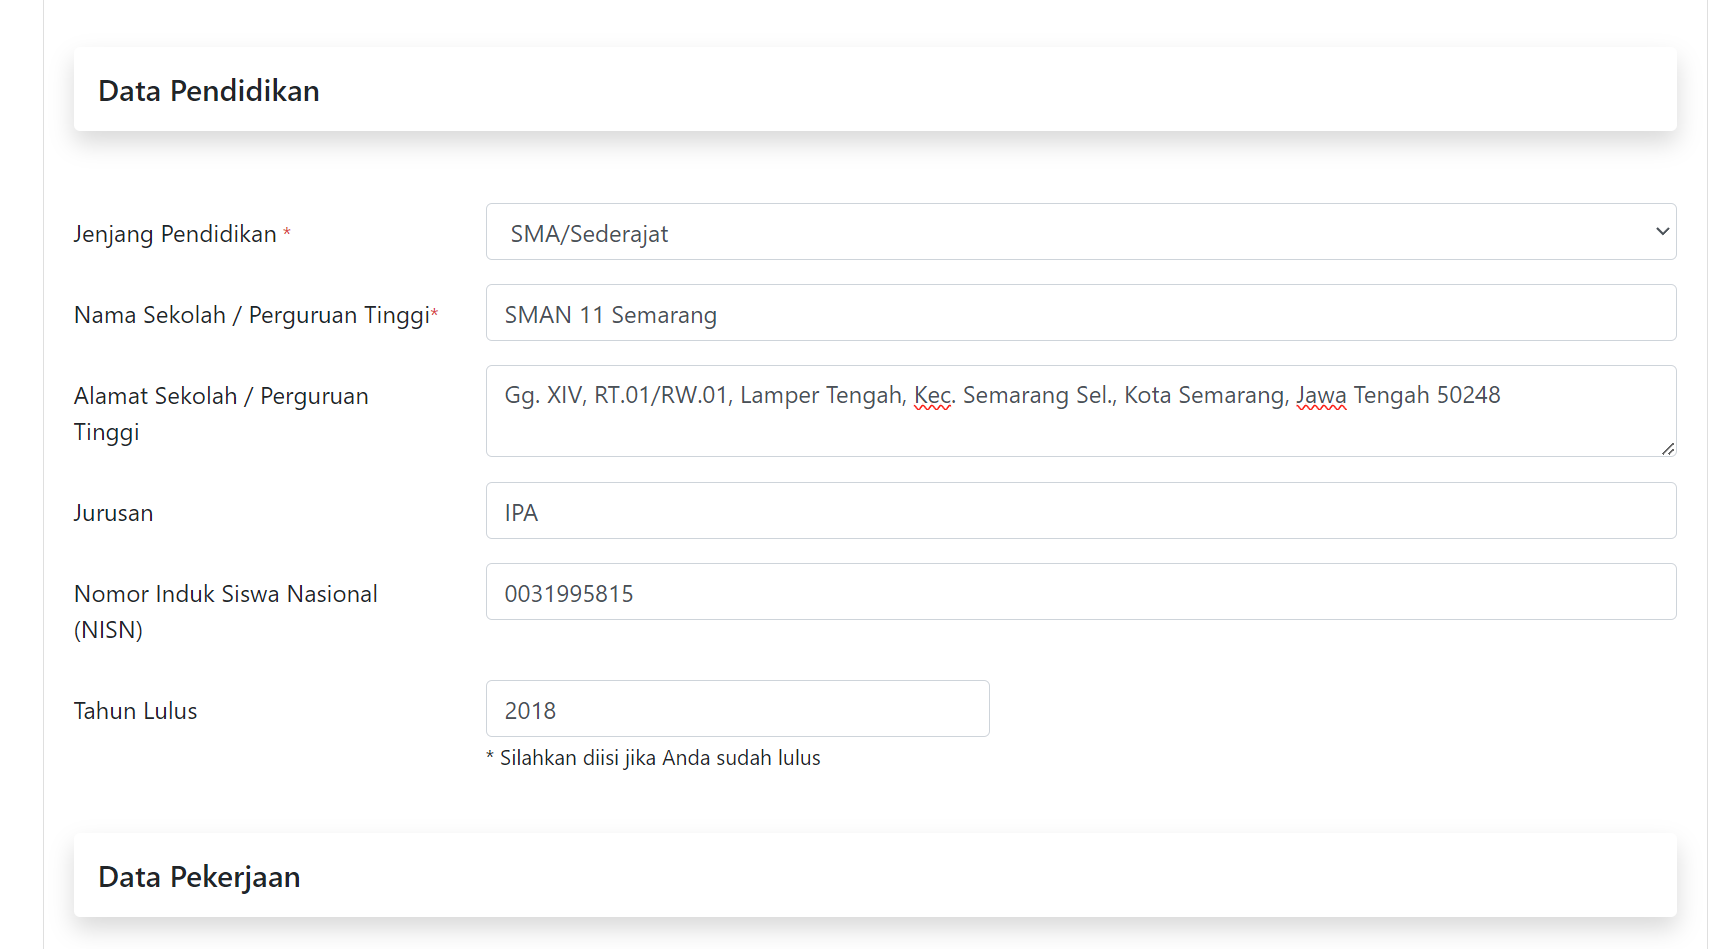 Data Pendidikan
Jenjang Pendidikan *
SMA/Sederajat
Nama Sekolah / Perguruan Tinggi*
SMAN 11 Semarang
Alamat Sekolah / Perguruan
Tinggi
Gg. XIV, RT.01/RW.01, Lamper Tengah, Kec. Semarang Sel., Kota Semarang, Jawa Tengah 50248
Jurusan
IPA
Nomor Induk Siswa Nasional
(NISN)
0031995815
Tahun Lulus
2018
* Silahkan diisi jika Anda sudah lulus
Data Pekerjaan